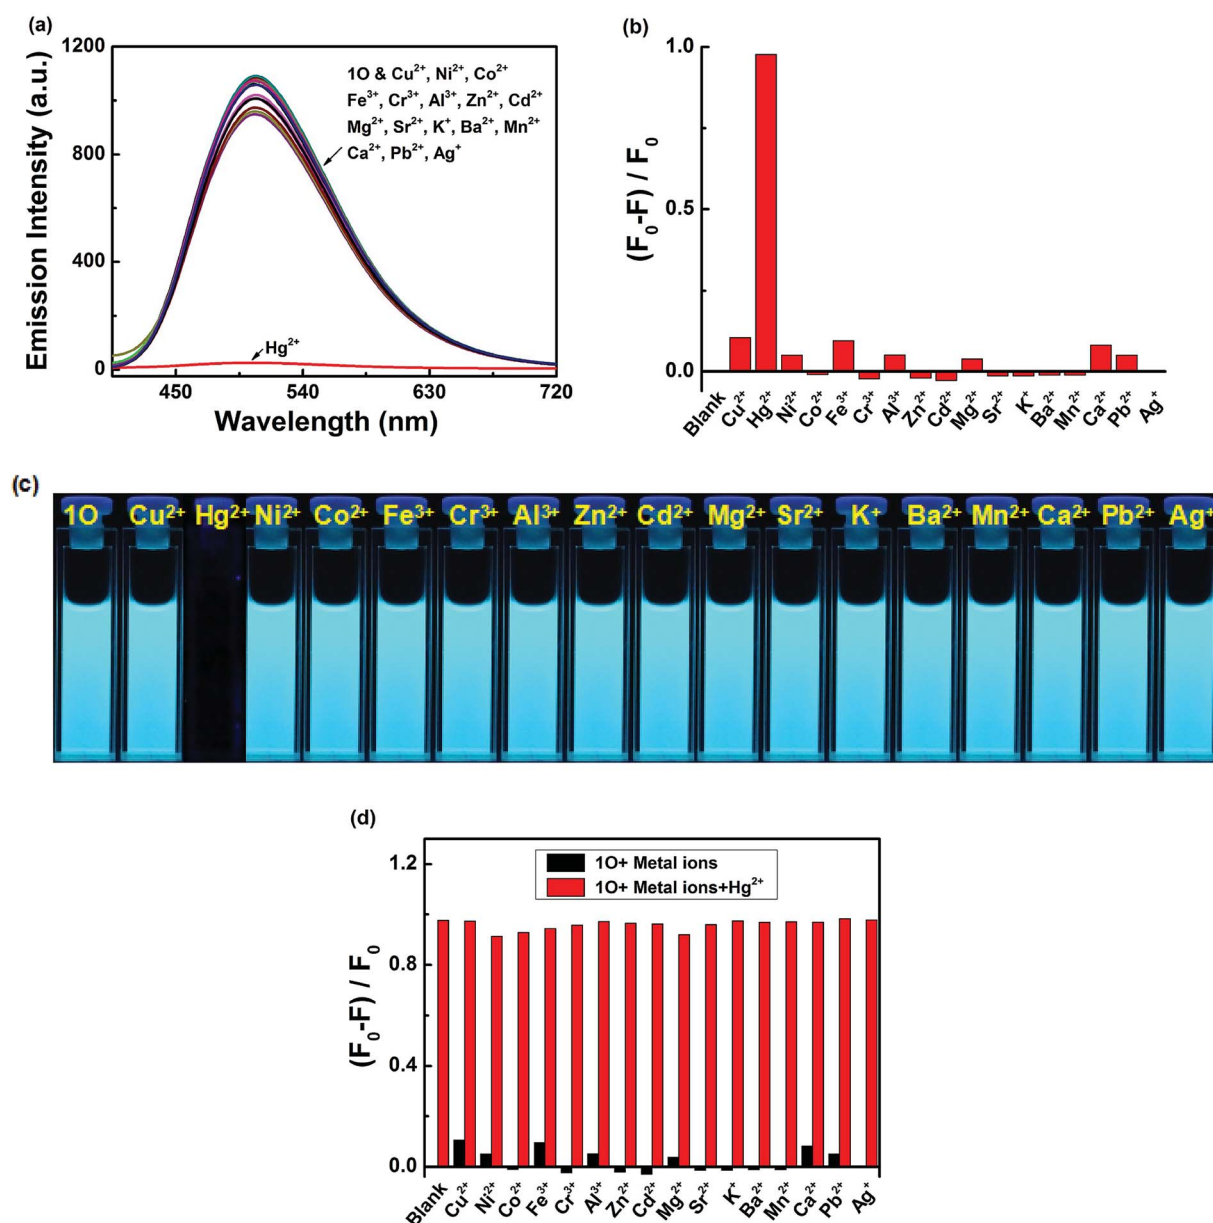 (a)
1200
900
600
400
0
Emission Intensity (a.u.)
1O & Cu²⁺, Ni²⁺, Co²⁺
Fe³⁺, Cr³⁺, Al³⁺, Zn²⁺, Cd²⁺
Mg²⁺, Sr²⁺, K⁺, Ba²⁺, Mn²⁺
Ca²⁺, Pb²⁺, Ag⁺
Hg²⁺
450 540 630 720
Wavelength (nm)
(b)
1.0
0.5
0.0
(F₀-F) / F₀
Blank Cu²⁺ Hg²⁺ Ni²⁺ Co²⁺ Fe³⁺ Cr³⁺ Al³⁺ Zn²⁺ Cd²⁺ Mg²⁺ Sr²⁺ K⁺ Ba²⁺ Mn²⁺ Ca²⁺ Pb²⁺ Ag⁺
(c)
1O Cu²⁺ Hg²⁺ Ni²⁺ Co²⁺ Fe³⁺ Cr³⁺ Al³⁺ Zn²⁺ Cd²⁺ Mg²⁺ Sr²⁺ K⁺ Ba²⁺ Mn²⁺ Ca²⁺ Pb²⁺ Ag⁺
(d)
1.2
0.8
0.4
0.0
(F₀-F) / F₀
1O+ Metal ions
1O+ Metal ions+Hg²⁺
Blank Cu²⁺ Ni²⁺ Co²⁺ Fe³⁺ Cr³⁺ Al³⁺ Zn²⁺ Cd²⁺ Mg²⁺ Sr²⁺ K⁺ Ba²⁺ Mn²⁺ Ca²⁺ Pb²⁺ Ag⁺